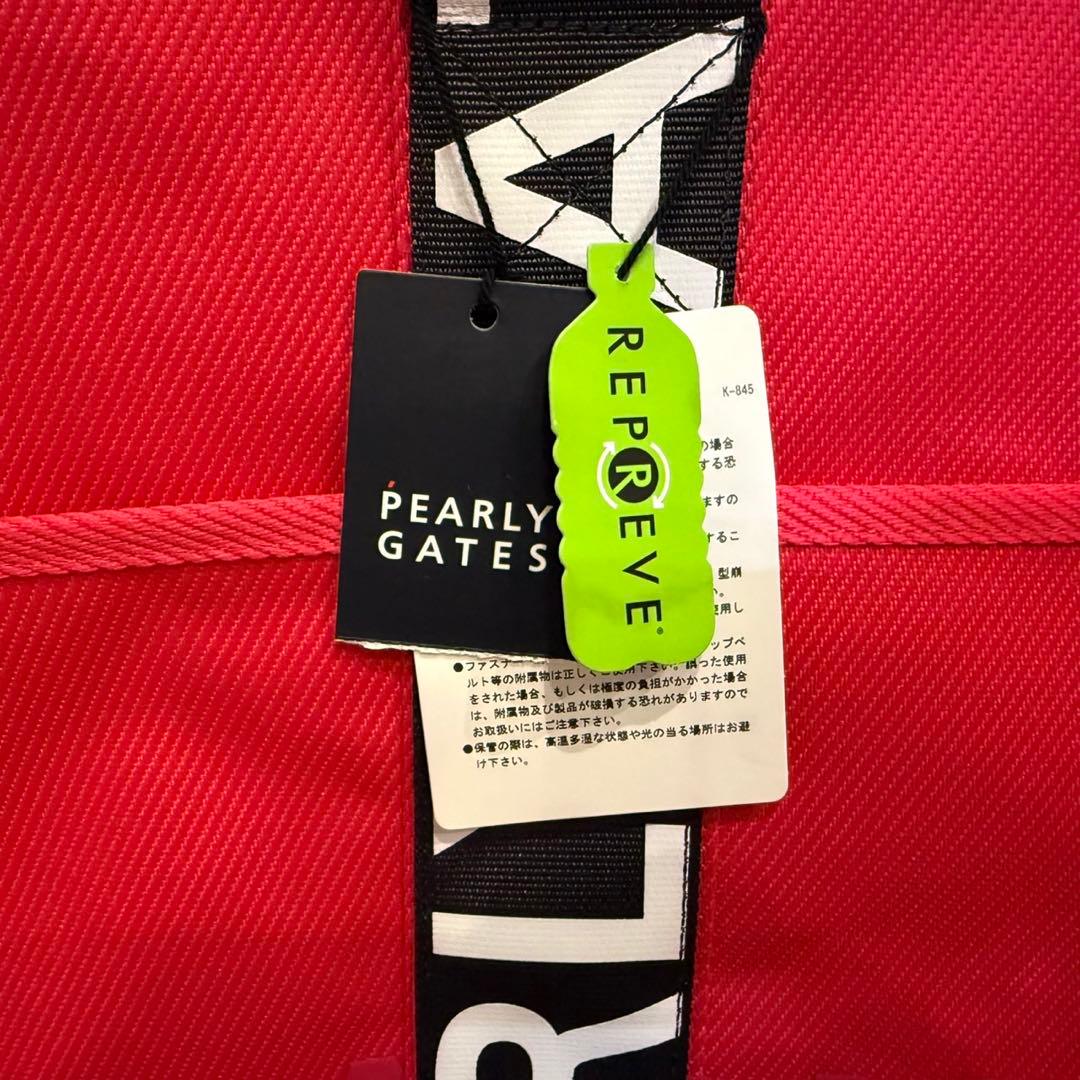 A
PEARLY
GATES
REPREVE®
K-845
の場合
する恐
ますの
するこ
型崩
い。
使用し
ップベ
●ファスナー
ルト等の附属物は正しくご使用下さい。誤った使用
をされた場合、もしくは極度の負担がかかった場合
は、附属物及び製品が破損する恐れがありますので
お取扱いにはご注意下さい。
●保管の際は、高温多湿な状態や光の当る場所はお避
け下さい。
RL